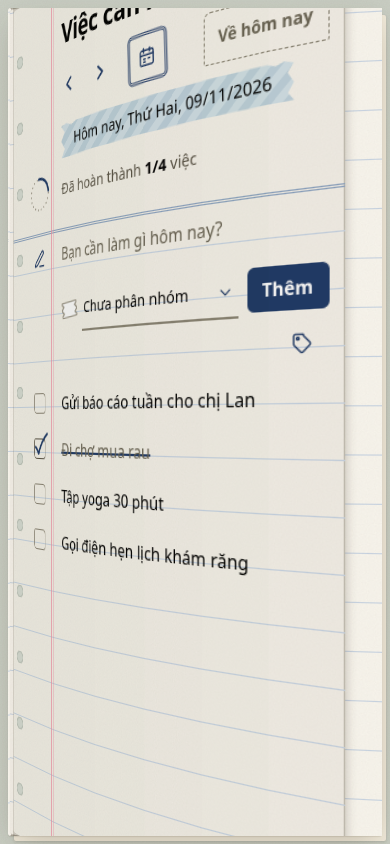 Việc cần
Về hôm nay
Hôm nay, Thứ Hai, 09/11/2026
Đã hoàn thành 1/4 việc
Bạn cần làm gì hôm nay?
Chưa phân nhóm
Thêm
Gửi báo cáo tuần cho chị Lan
Đi chợ mua rau
Tập yoga 30 phút
Gọi điện hẹn lịch khám răng